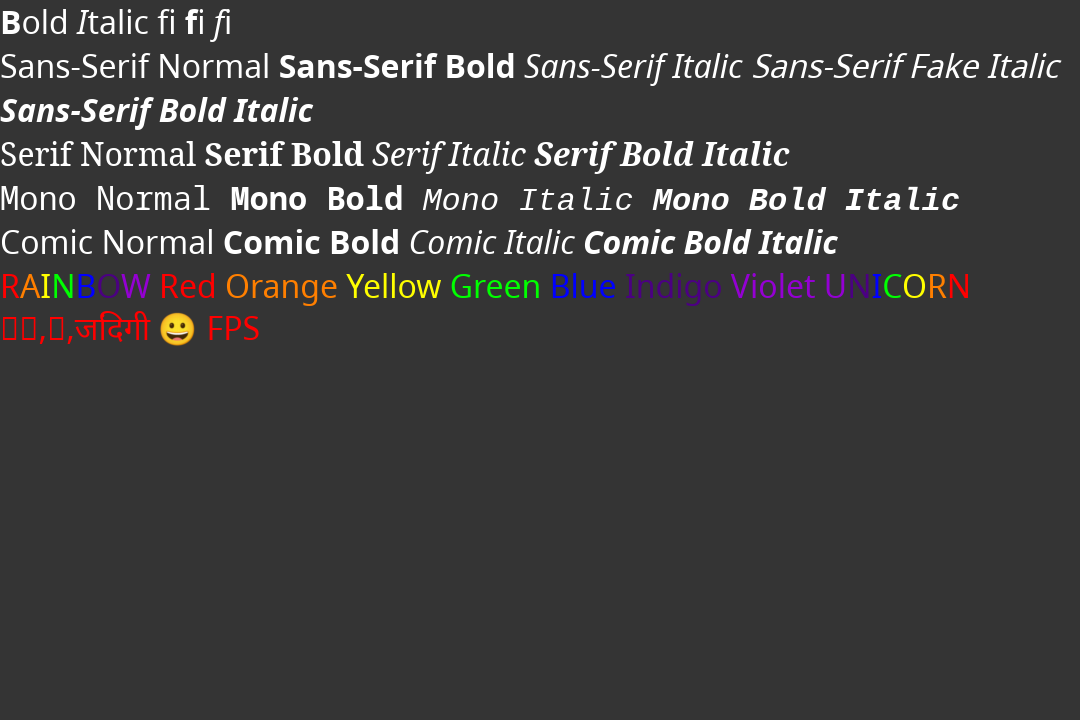 Bold Italic fi fi fi
Sans-Serif Normal Sans-Serif Bold Sans-Serif Italic Sans-Serif Fake Italic
Sans-Serif Bold Italic
Serif Normal Serif Bold Serif Italic Serif Bold Italic
Mono Normal Mono Bold Mono Italic Mono Bold Italic
Comic Normal Comic Bold Comic Italic Comic Bold Italic
RAINBOW Red Orange Yellow Green Blue Indigo Violet UNICORN
▯▯,▯,जिंदगी 😀 FPS